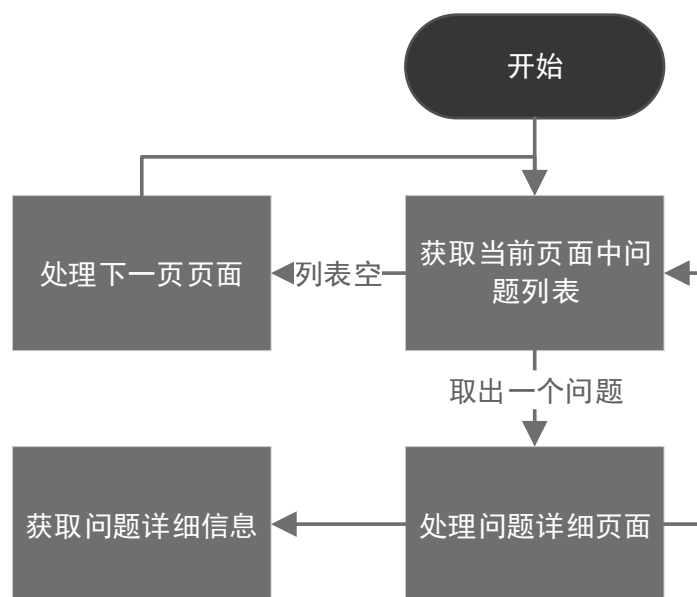 开始
处理下一页页面
列表空
获取当前页面中问
题列表
取出一个问题
获取问题详细信息
处理问题详细页面